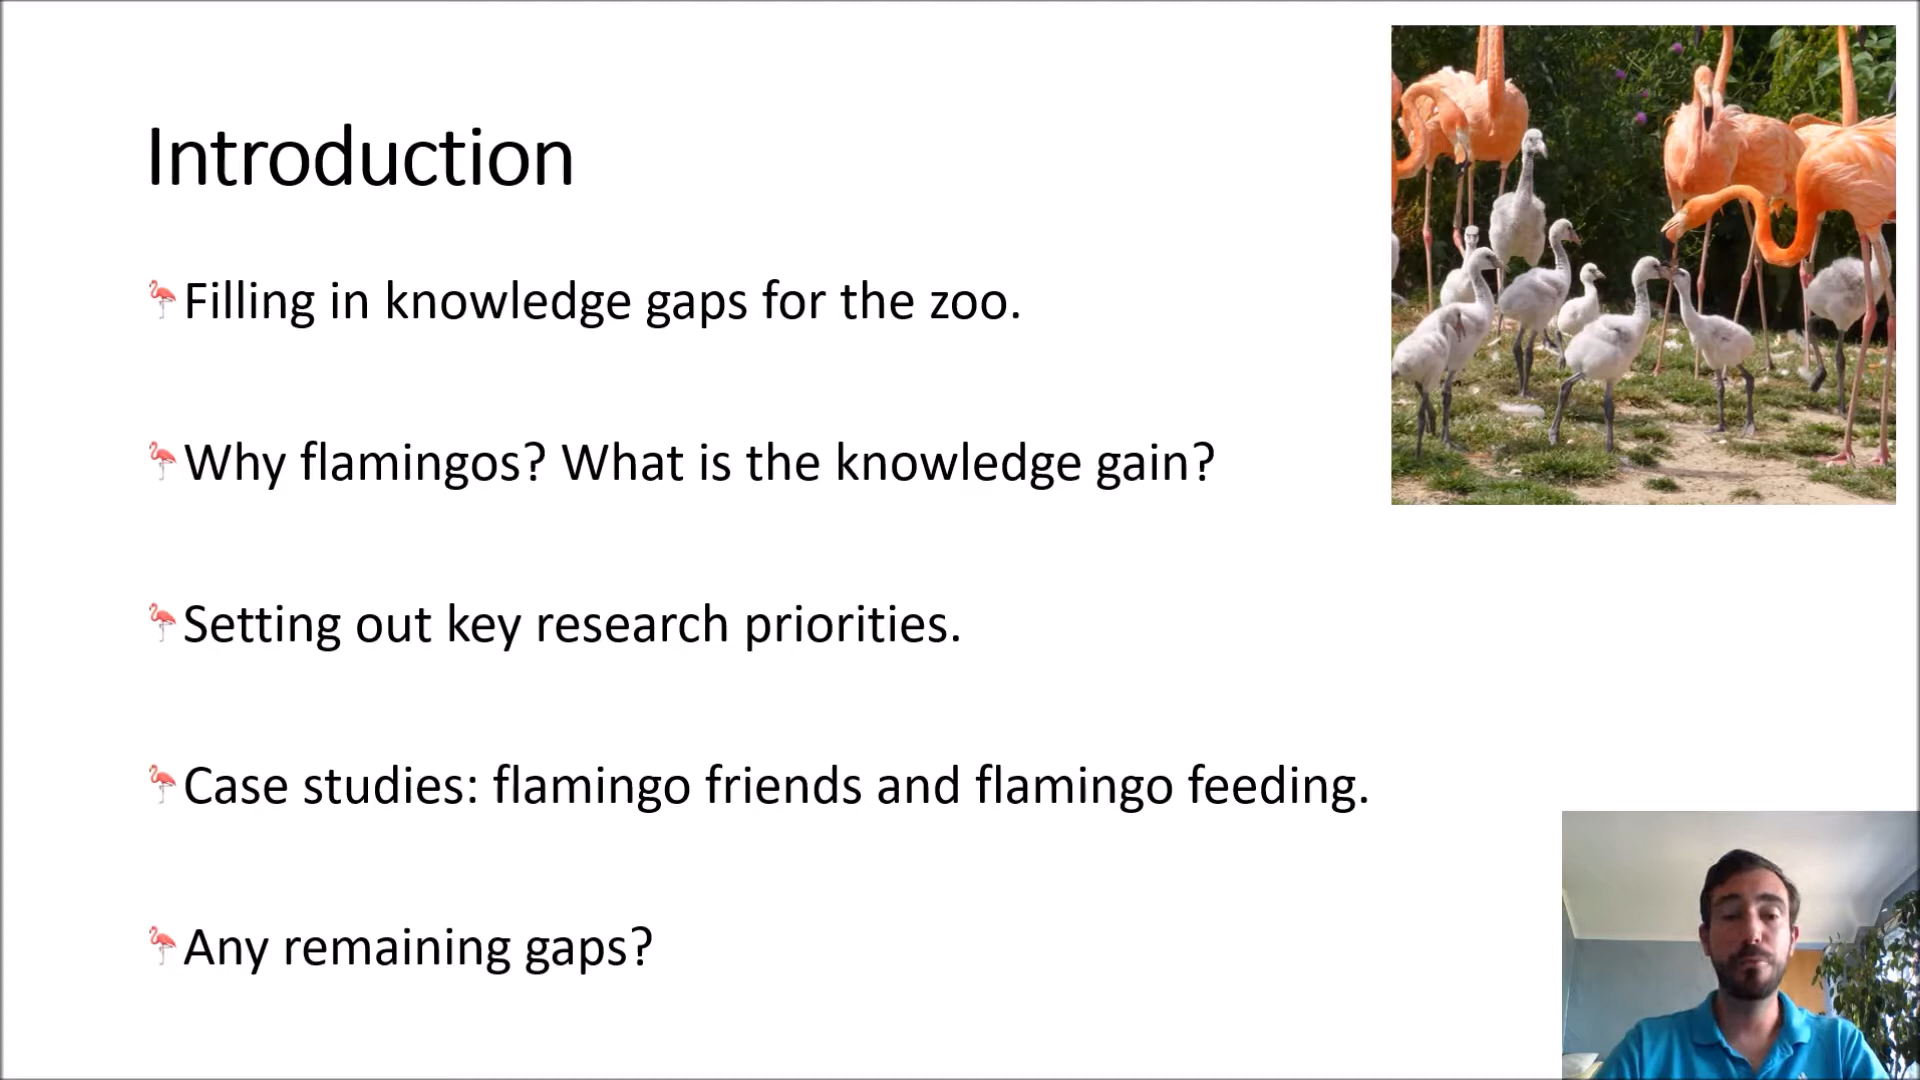 Introduction
Filling in knowledge gaps for the zoo.
Why flamingos? What is the knowledge gain?
Setting out key research priorities.
Case studies: flamingo friends and flamingo feeding.
Any remaining gaps?